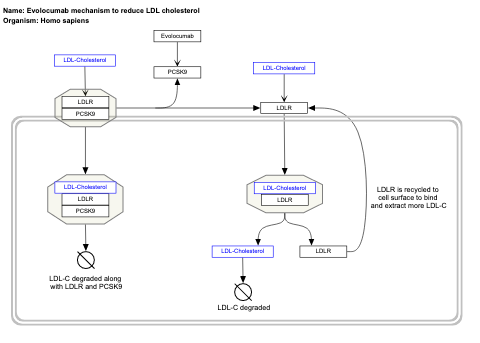 Name: Evolocumab mechanism to reduce LDL cholesterol
Organism: Homo sapiens
Evolocumab
LDL-Cholesterol
PCSK9
LDL-Cholesterol
LDLR
PCSK9
LDLR
LDL-Cholesterol
LDLR
PCSK9
LDL-Cholesterol
LDLR
LDLR is recycled to
cell surface to bind
and extract more LDL-C
LDL-Cholesterol
LDLR
LDL-C degraded along
with LDLR and PCSK9
LDL-C degraded